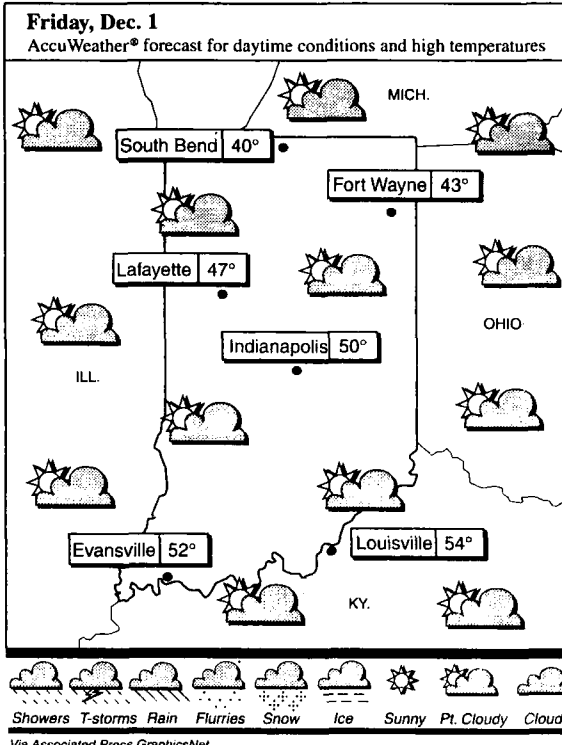 Friday, Dec. 1
AccuWeather® forecast for daytime conditions and high temperatures
MICH.
South Bend 40°
Fort Wayne 43°
Lafayette 47°
OHIO
Indianapolis 50°
ILL.
Evansville 52°
Louisville 54°
KY.
Showers T-storms Rain Flurries Snow Ice Sunny Pt. Cloudy Cloud
Via Associated Press GraphicsNet